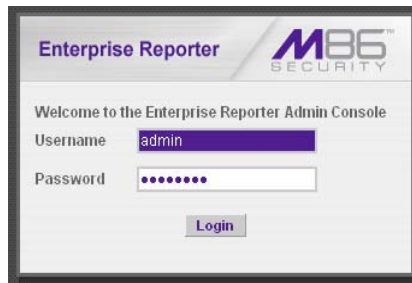 Enterprise Reporter
M86
SECURITY
Welcome to the Enterprise Reporter Admin Console
Username
admin
Password
••••••••
Login